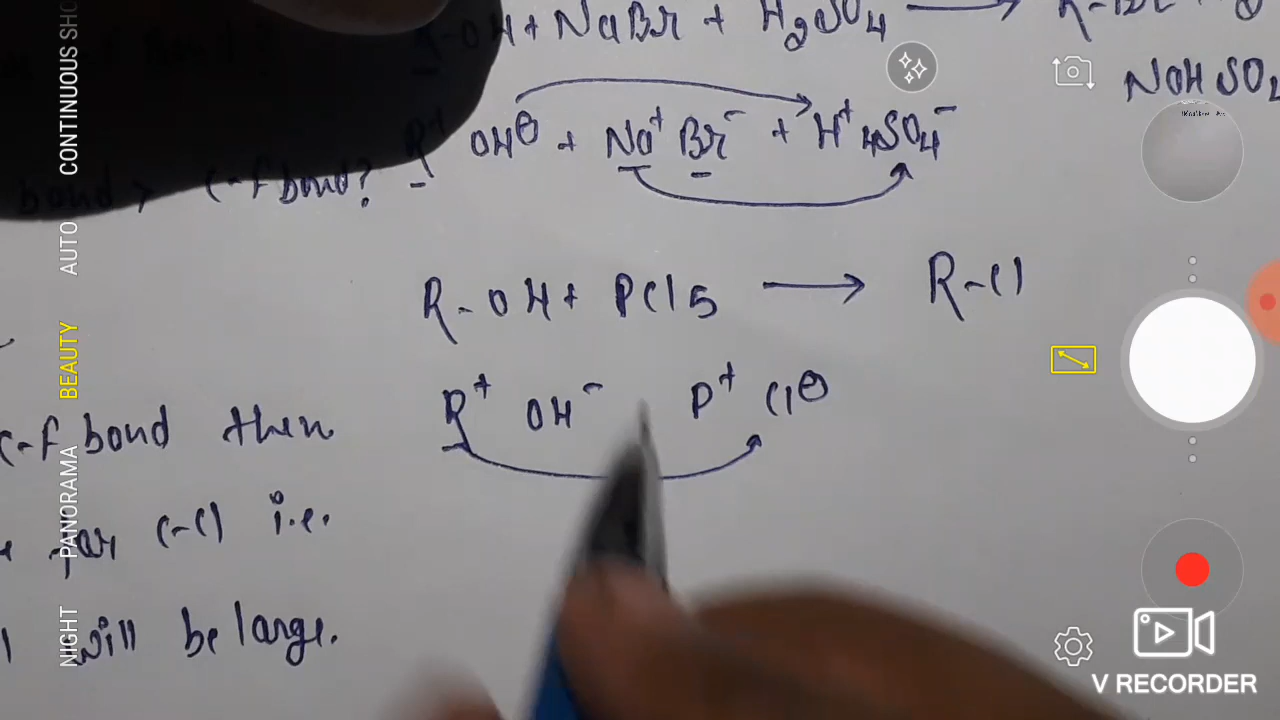 OH + NaBr + H2SO4 →
NaHSO4
OH⊖ + Na+ Br- + H+ HSO4-
bond > C-F bond?
R-OH + PCl5 → R-Cl
R+ OH- P+ Cl⊖
C-F bond then
for C-Cl i.e.
will be large.
CONTINUOUS SHO
AUTO
BEAUTY
PANORAMA
NIGHT
V RECORDER